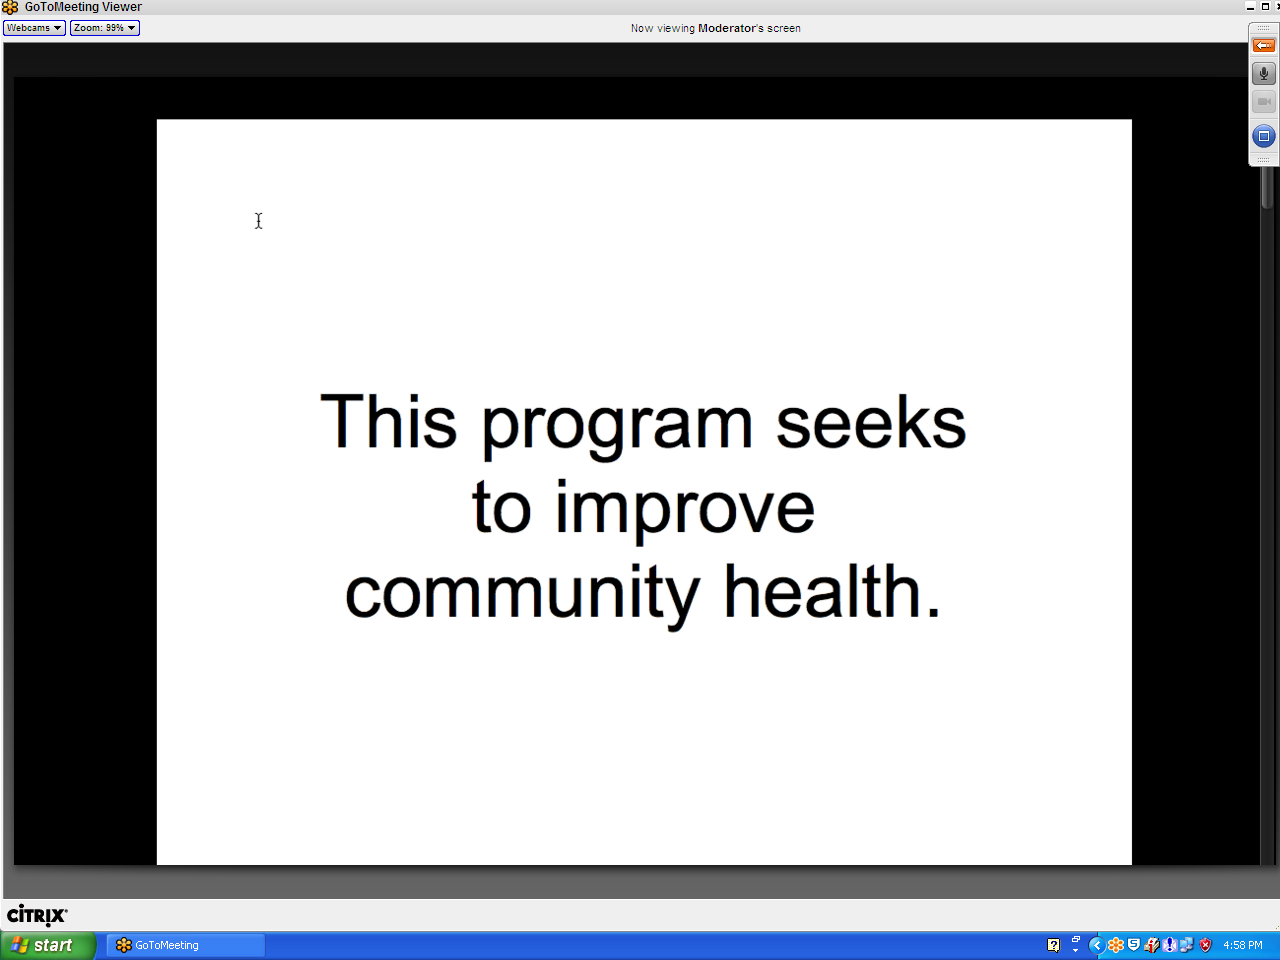 GoToMeeting Viewer
Webcams Zoom: 99% Now viewing Moderator's screen
This program seeks
to improve
community health.
CITRIX
start GoToMeeting 4:58 PM